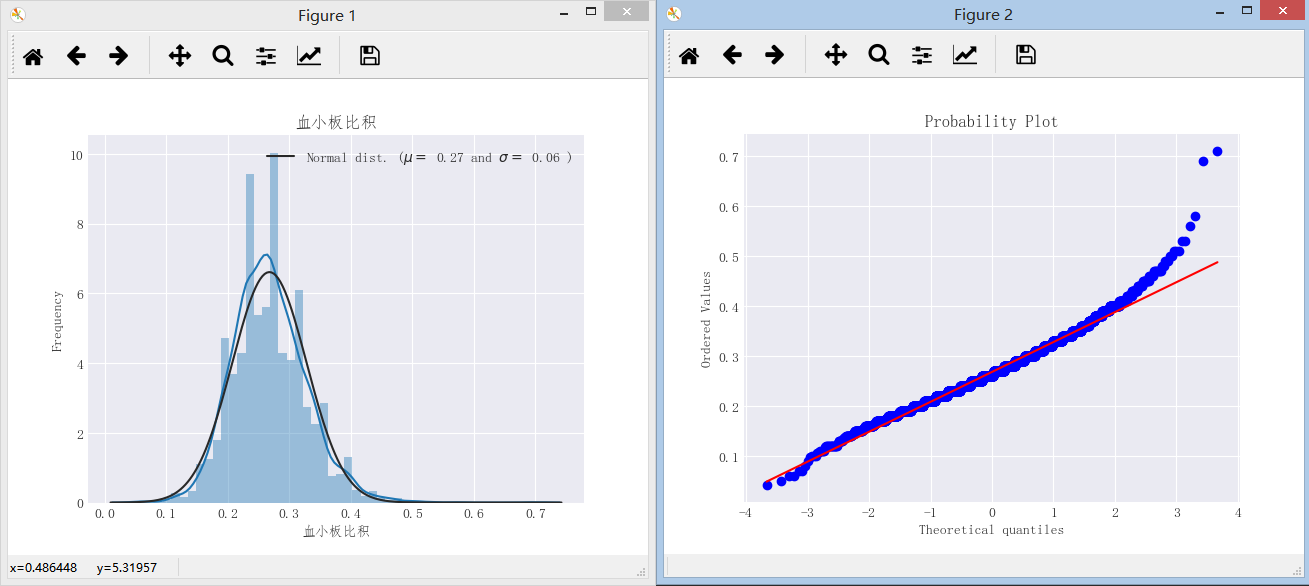 Figure 1
血小板比积
Normal dist. (μ = 0.27 and σ = 0.06 )
Frequency
10
8
6
4
2
0
0.0 0.1 0.2 0.3 0.4 0.5 0.6 0.7
血小板比积
x=0.486448 y=5.31957
Figure 2
Probability Plot
Ordered Values
0.7
0.6
0.5
0.4
0.3
0.2
0.1
-4 -3 -2 -1 0 1 2 3 4
Theoretical quantiles